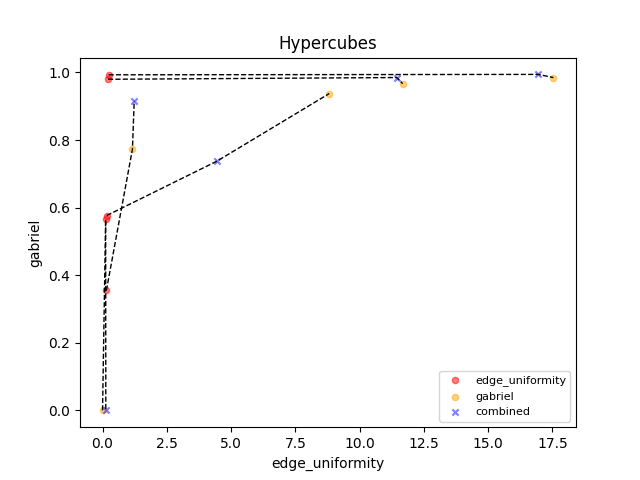 Hypercubes
1.0
0.8
0.6
0.4
0.2
0.0
gabriel
0.0 2.5 5.0 7.5 10.0 12.5 15.0 17.5
edge_uniformity
edge_uniformity
gabriel
combined